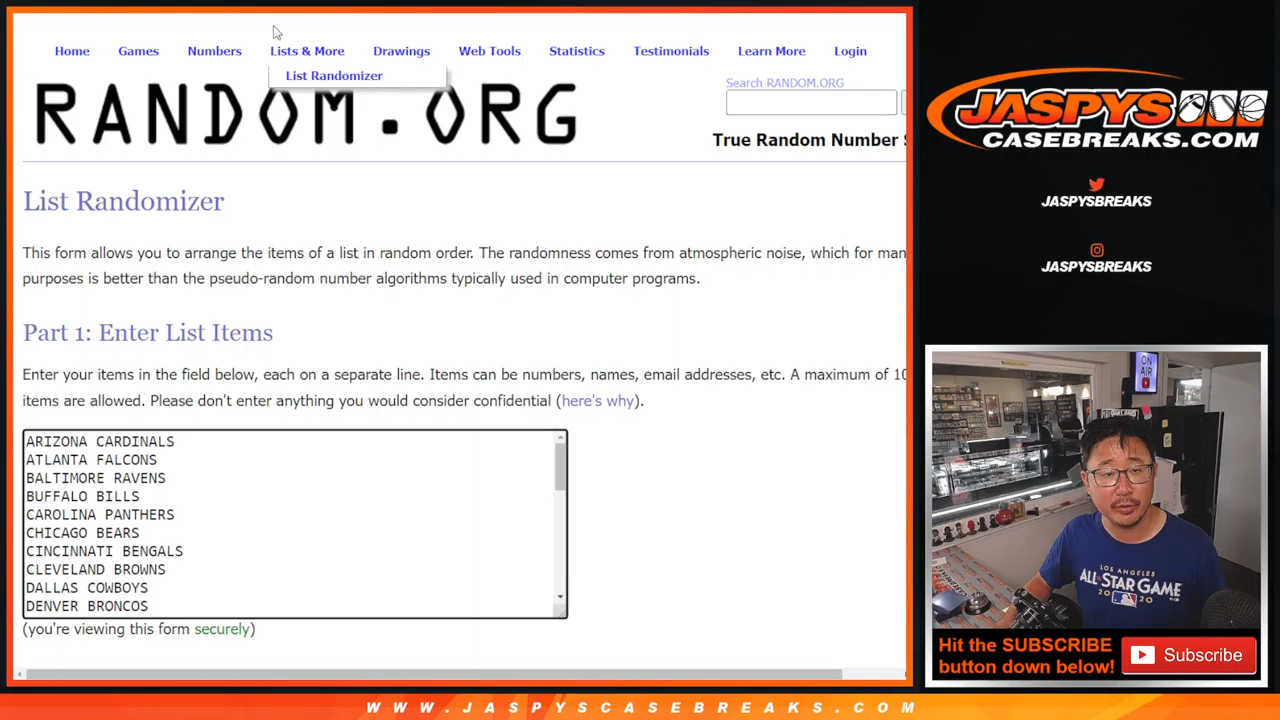 Home Games Numbers Lists & More Drawings Web Tools Statistics Testimonials Learn More Login
List Randomizer
Search RANDOM.ORG
RANDOM.ORG
True Random Number S
List Randomizer
This form allows you to arrange the items of a list in random order. The randomness comes from atmospheric noise, which for man
purposes is better than the pseudo-random number algorithms typically used in computer programs.
Part 1: Enter List Items
Enter your items in the field below, each on a separate line. Items can be numbers, names, email addresses, etc. A maximum of 10
items are allowed. Please don't enter anything you would consider confidential (here's why).
ARIZONA CARDINALS
ATLANTA FALCONS
BALTIMORE RAVENS
BUFFALO BILLS
CAROLINA PANTHERS
CHICAGO BEARS
CINCINNATI BENGALS
CLEVELAND BROWNS
DALLAS COWBOYS
DENVER BRONCOS
(you're viewing this form securely)
JASPYS
CASEBREAKS.COM
JASPYSBREAKS
JASPYSBREAKS
ON
AIR
LOS ANGELES
ALL STAR GAME
2020
Hit the SUBSCRIBE
button down below!
Subscribe
WWW.JASPYSCASEBREAKS.COM